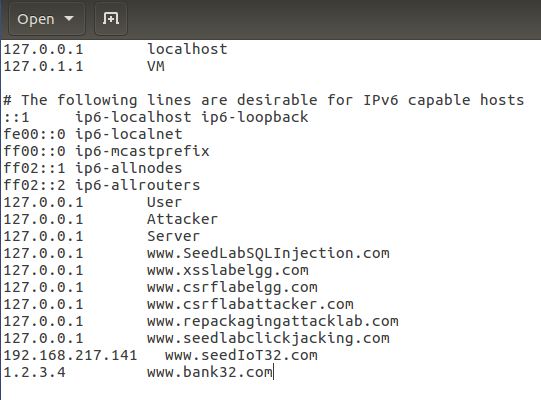 Open
127.0.0.1 localhost
127.0.1.1 VM
# The following lines are desirable for IPv6 capable hosts
::1 ip6-localhost ip6-loopback
fe00::0 ip6-localnet
ff00::0 ip6-mcastprefix
ff02::1 ip6-allnodes
ff02::2 ip6-allrouters
127.0.0.1 User
127.0.0.1 Attacker
127.0.0.1 Server
127.0.0.1 www.SeedLabSQLInjection.com
127.0.0.1 www.xsslabelgg.com
127.0.0.1 www.csrflabelgg.com
127.0.0.1 www.csrflabattacker.com
127.0.0.1 www.repackagingattacklab.com
127.0.0.1 www.seedlabclickjacking.com
192.168.217.141 www.seedIoT32.com
1.2.3.4 www.bank32.com